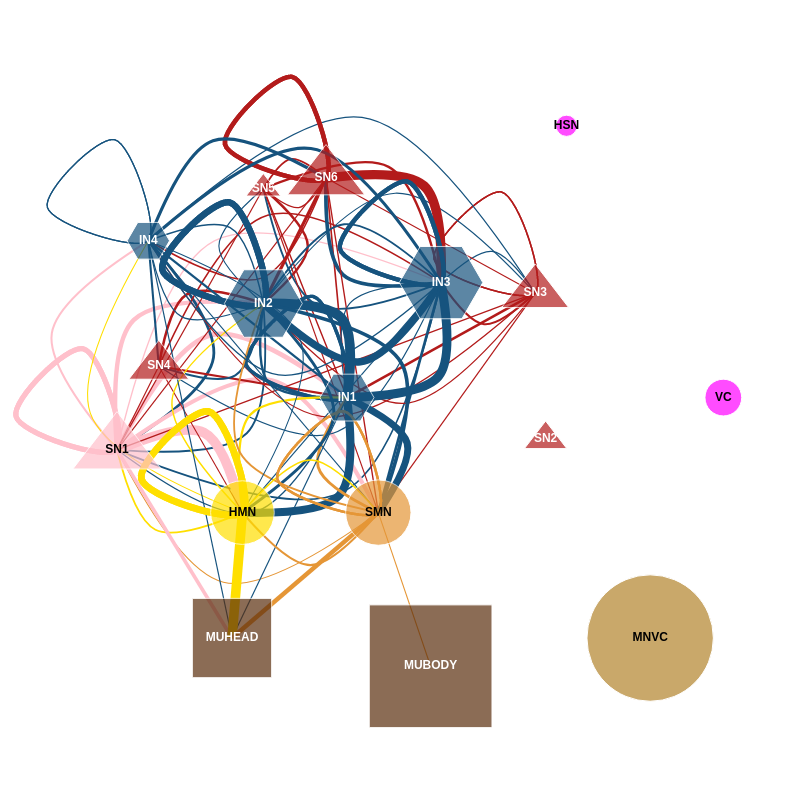 HSN
SN6
SN5
IN4
IN3
SN3
IN2
SN4
IN1
VC
SN2
SN1
HMN
SMN
MUHEAD
MNVC
MUBODY